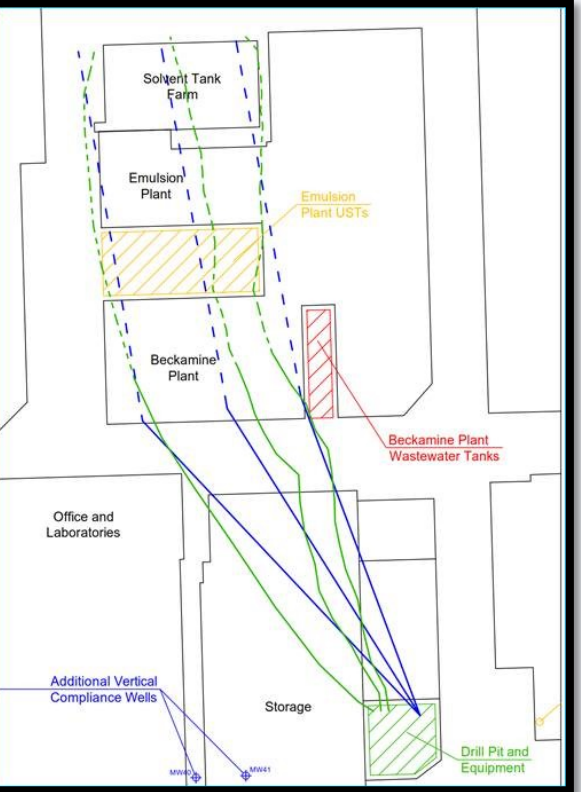 Solvent Tank
Farm
Emulsion
Plant
Emulsion
Plant USTs
Beckamine
Plant
Beckamine Plant
Wastewater Tanks
Office and
Laboratories
Additional Vertical
Compliance Wells
Storage
Drill Pit and
Equipment
MW40
MW41